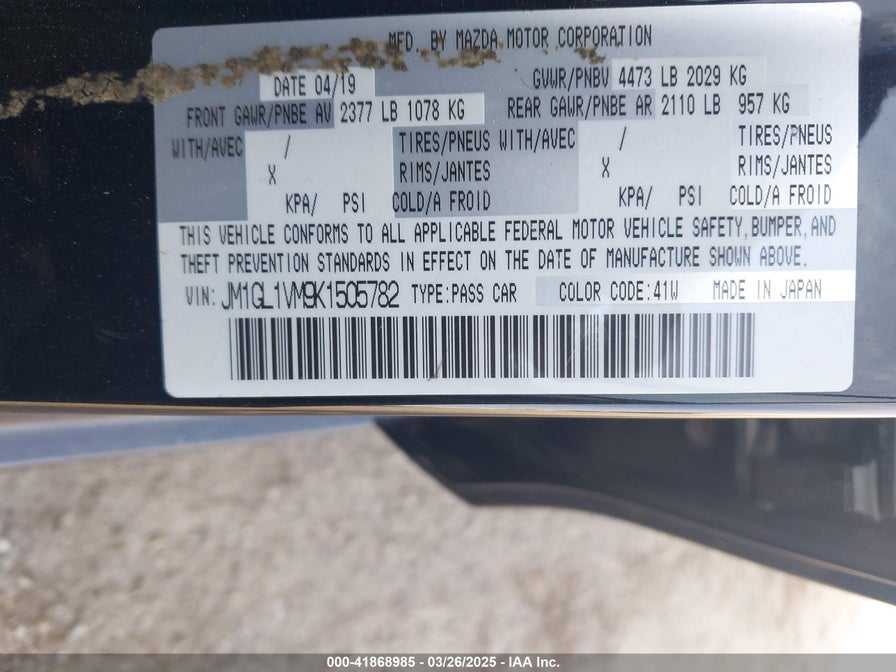 MFD. BY MAZDA MOTOR CORPORATION
DATE 04/19 GVWR/PNBV 4473 LB 2029 KG
FRONT GAWR/PNBE AV 2377 LB 1078 KG REAR GAWR/PNBE AR 2110 LB 957 KG
WITH/AVEC / TIRES/PNEUS WITH/AVEC / TIRES/PNEUS
X RIMS/JANTES X RIMS/JANTES
KPA/ PSI COLD/A FROID KPA/ PSI COLD/A FROID
THIS VEHICLE CONFORMS TO ALL APPLICABLE FEDERAL MOTOR VEHICLE SAFETY, BUMPER, AND
THEFT PREVENTION STANDARDS IN EFFECT ON THE DATE OF MANUFACTURE SHOWN ABOVE.
VIN: JM1GL1VM9K1505782 TYPE:PASS CAR COLOR CODE:41W MADE IN JAPAN
000-41868985 - 03/26/2025 - IAA Inc.